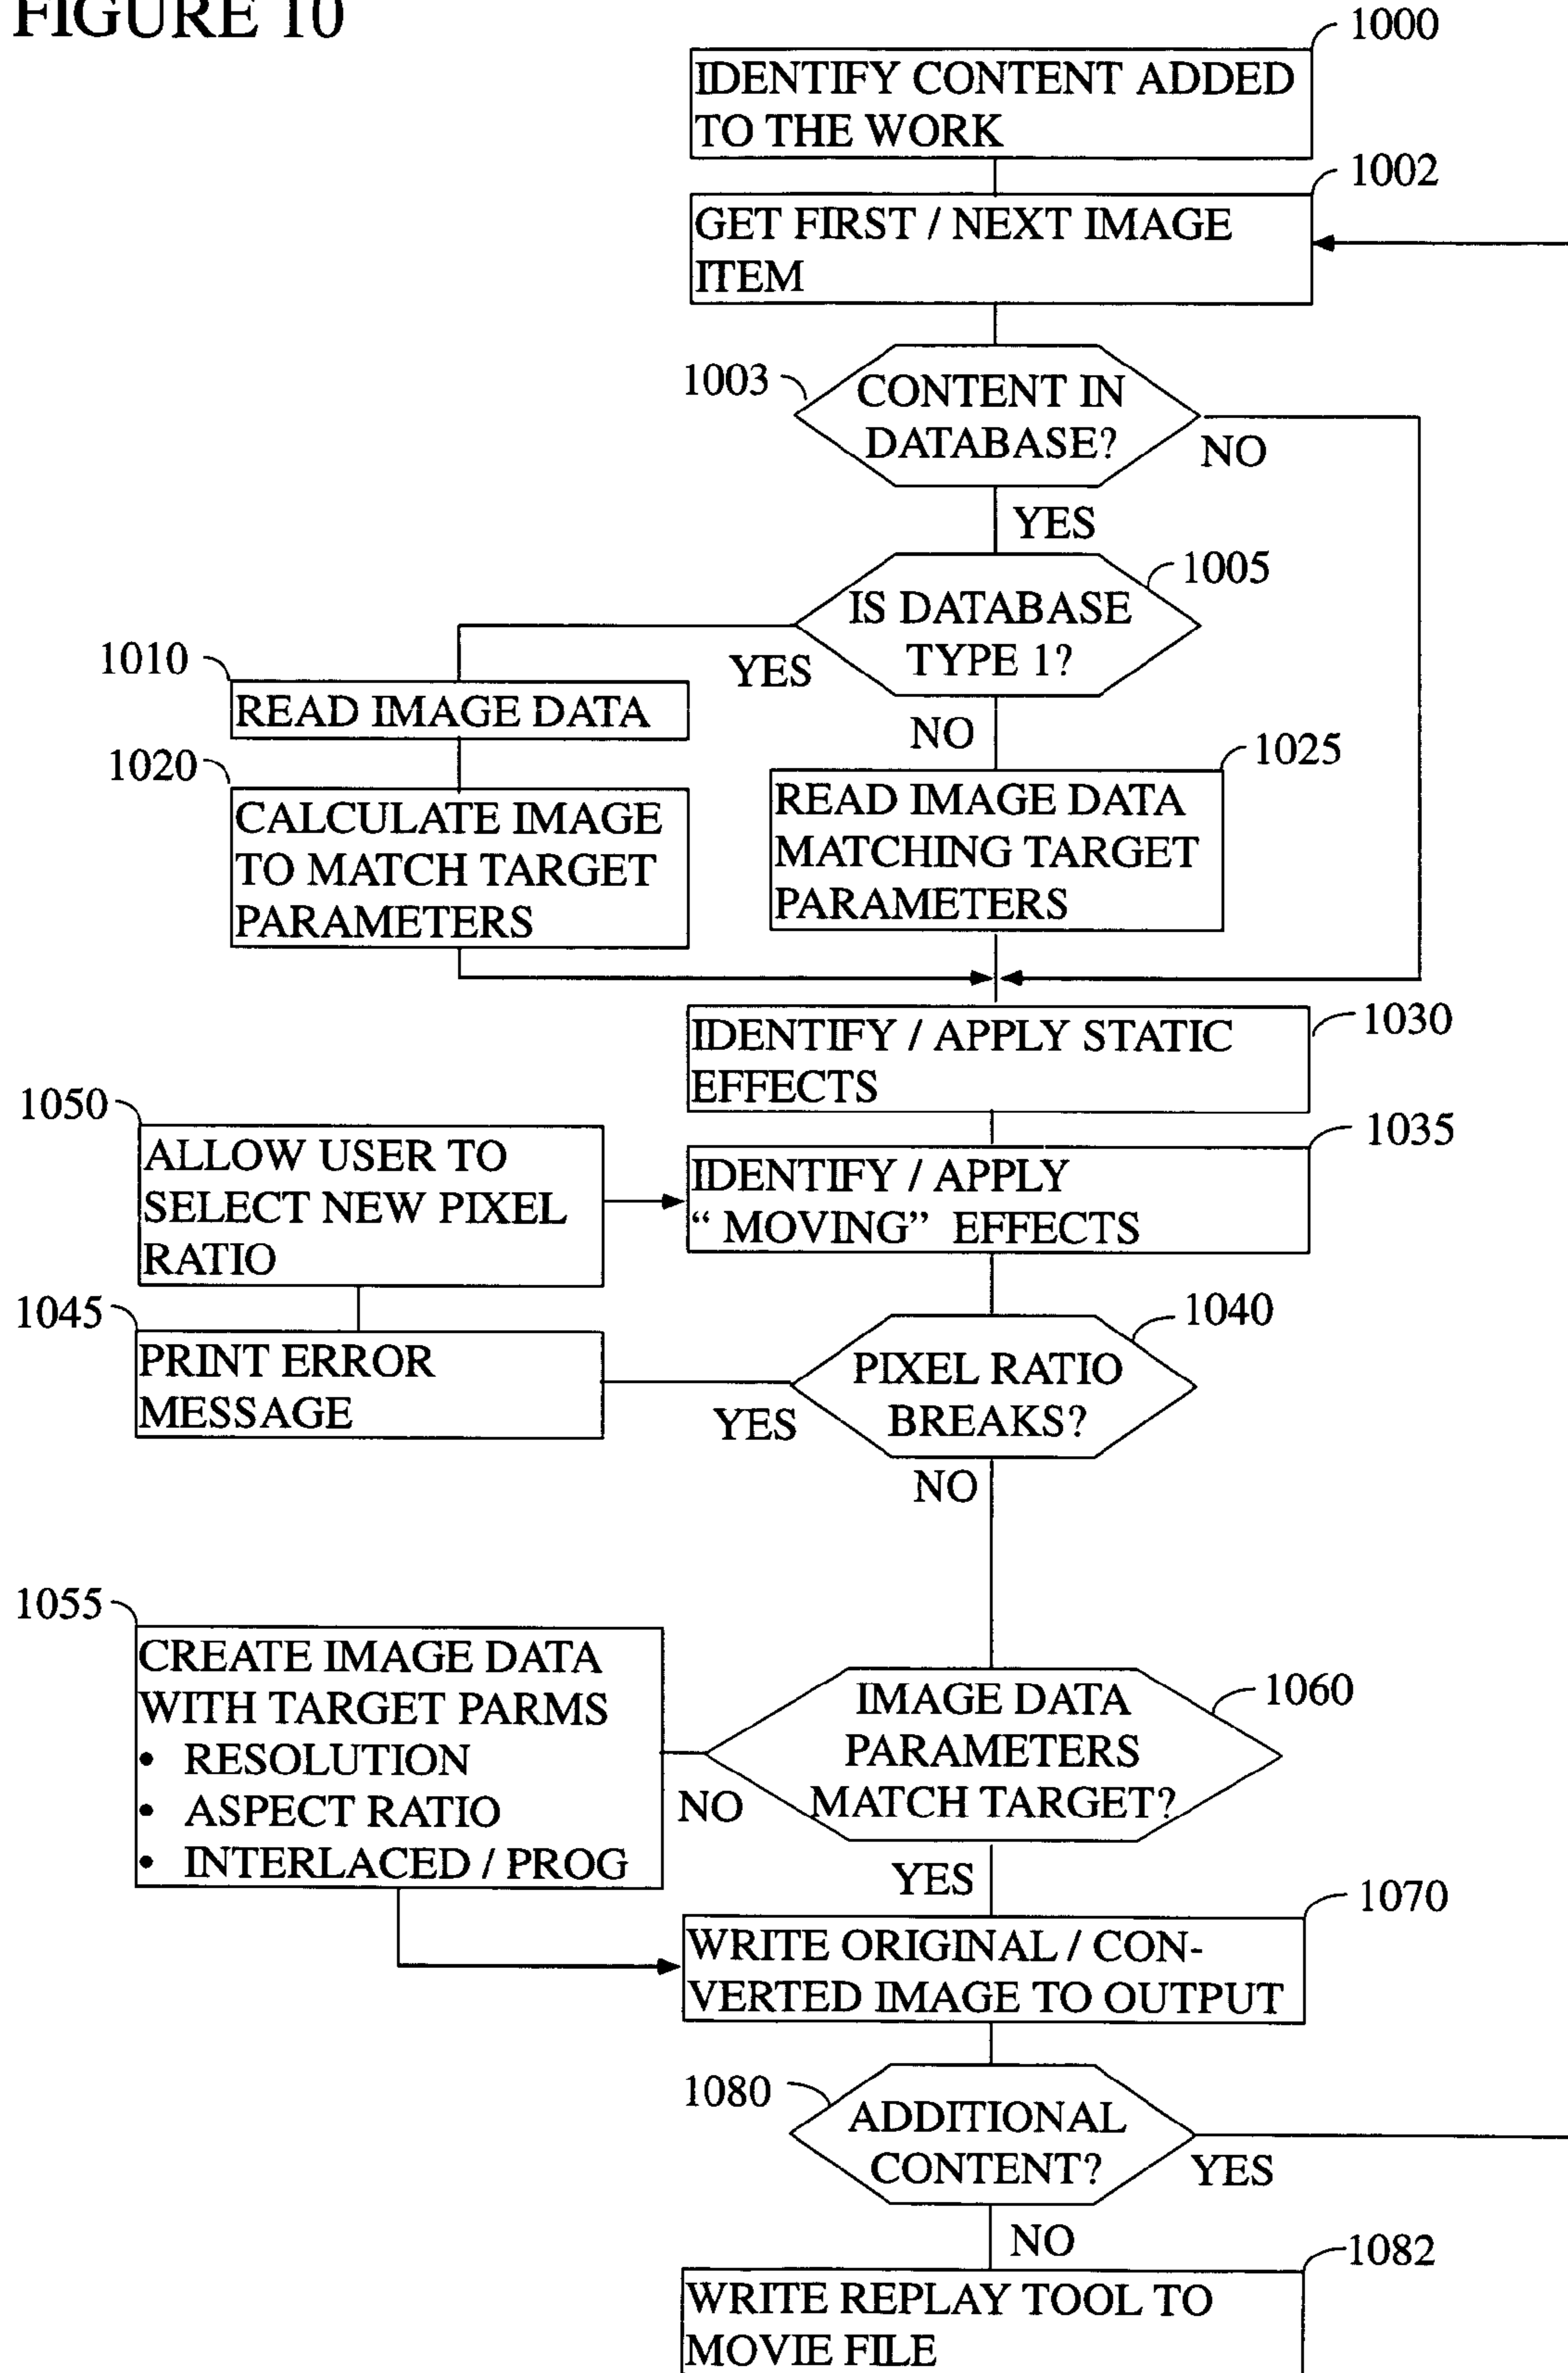 FIGURE 10
1000
IDENTIFY CONTENT ADDED
TO THE WORK
1002
GET FIRST / NEXT IMAGE
ITEM
1003
CONTENT IN
DATABASE?
NO
YES
1005
IS DATABASE
TYPE 1?
YES
1010
READ IMAGE DATA
NO
1020
CALCULATE IMAGE
TO MATCH TARGET
PARAMETERS
1025
READ IMAGE DATA
MATCHING TARGET
PARAMETERS
1030
IDENTIFY / APPLY STATIC
EFFECTS
1050
ALLOW USER TO
SELECT NEW PIXEL
RATIO
1035
IDENTIFY / APPLY
“ MOVING” EFFECTS
1045
PRINT ERROR
MESSAGE
1040
PIXEL RATIO
BREAKS?
YES
NO
1055
CREATE IMAGE DATA
WITH TARGET PARMS
• RESOLUTION
• ASPECT RATIO
• INTERLACED / PROG
1060
IMAGE DATA
PARAMETERS
MATCH TARGET?
NO
YES
1070
WRITE ORIGINAL / CON-
VERTED IMAGE TO OUTPUT
1080
ADDITIONAL
CONTENT?
YES
NO
1082
WRITE REPLAY TOOL TO
MOVIE FILE